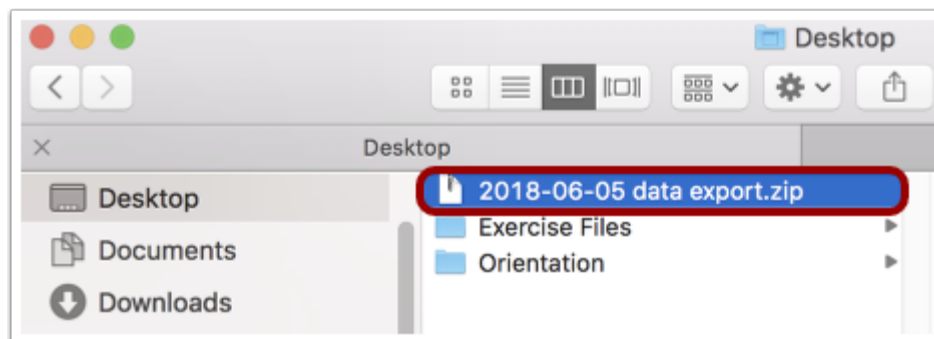 Desktop
Desktop
Desktop
2018-06-05 data export.zip
Documents
Exercise Files
Downloads
Orientation